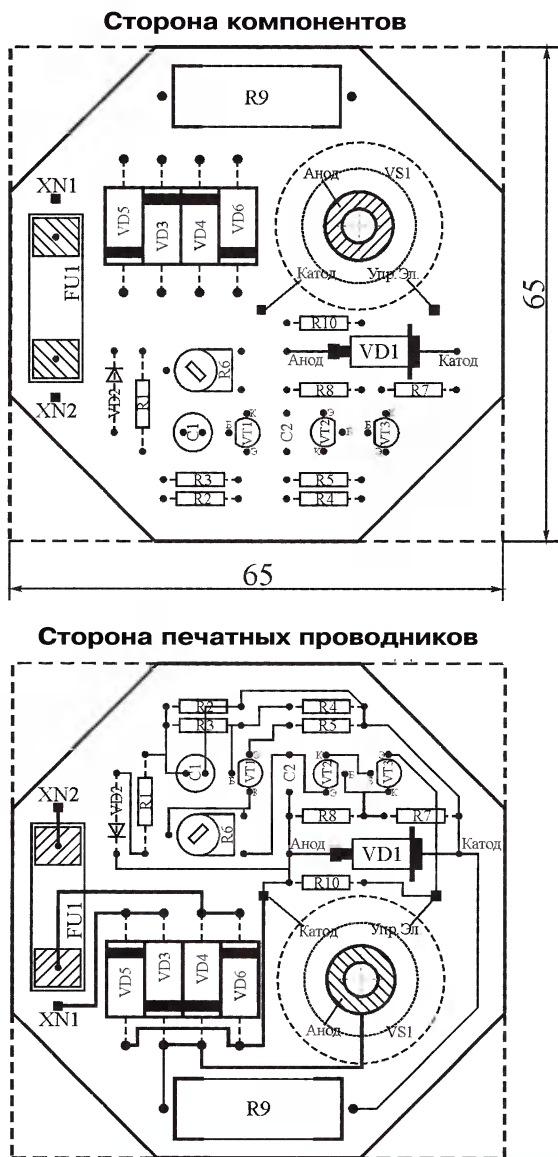 Сторона компонентов
R9
XN1
Анод
VS1
VD5
VD3
VD4
VD6
FU1
Катод
Упр.Эл.
65
R10
VD1
Анод
Катод
R6
VD2
R1
R8
R7
XN2
К
Э
К
C1
Б
VT1
C2
VT2
Б
Б
VT3
Э
К
Э
R3
R5
R2
R4
65
Сторона печатных проводников
R2
R4
R3
R5
Э
К
Э
C1
Б
VT1
C2
VT2
Б
Б
VT3
XN2
VD2
R1
Э
К
R6
R8
R7
Анод
VD1
Катод
R10
FU1
Катод
Упр.Эл.
VD5
VD3
VD4
VD6
XN1
Анод
VS1
R9